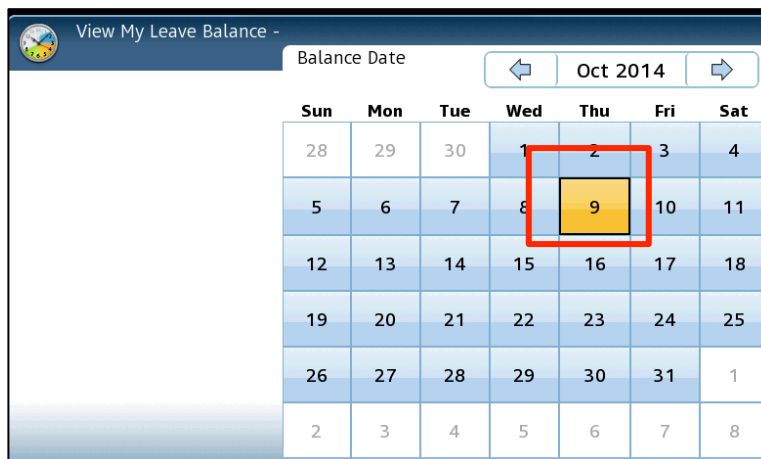 View My Leave Balance -
Balance Date
Oct 2014
Sun Mon Tue Wed Thu Fri Sat
28 29 30 1 2 3 4
5 6 7 8 9 10 11
12 13 14 15 16 17 18
19 20 21 22 23 24 25
26 27 28 29 30 31 1
2 3 4 5 6 7 8